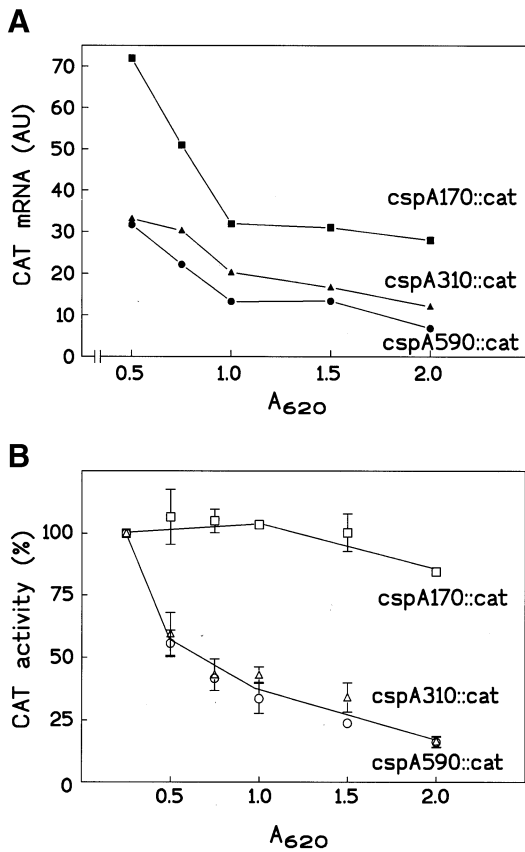 A
70
60
50
40
30
20
10
0
CAT mRNA (AU)
cspA170::cat
cspA310::cat
cspA590::cat
0.5 1.0 1.5 2.0
A620
B
100
75
50
25
0
CAT activity (%)
cspA170::cat
cspA310::cat
cspA590::cat
0.5 1.0 1.5 2.0
A620